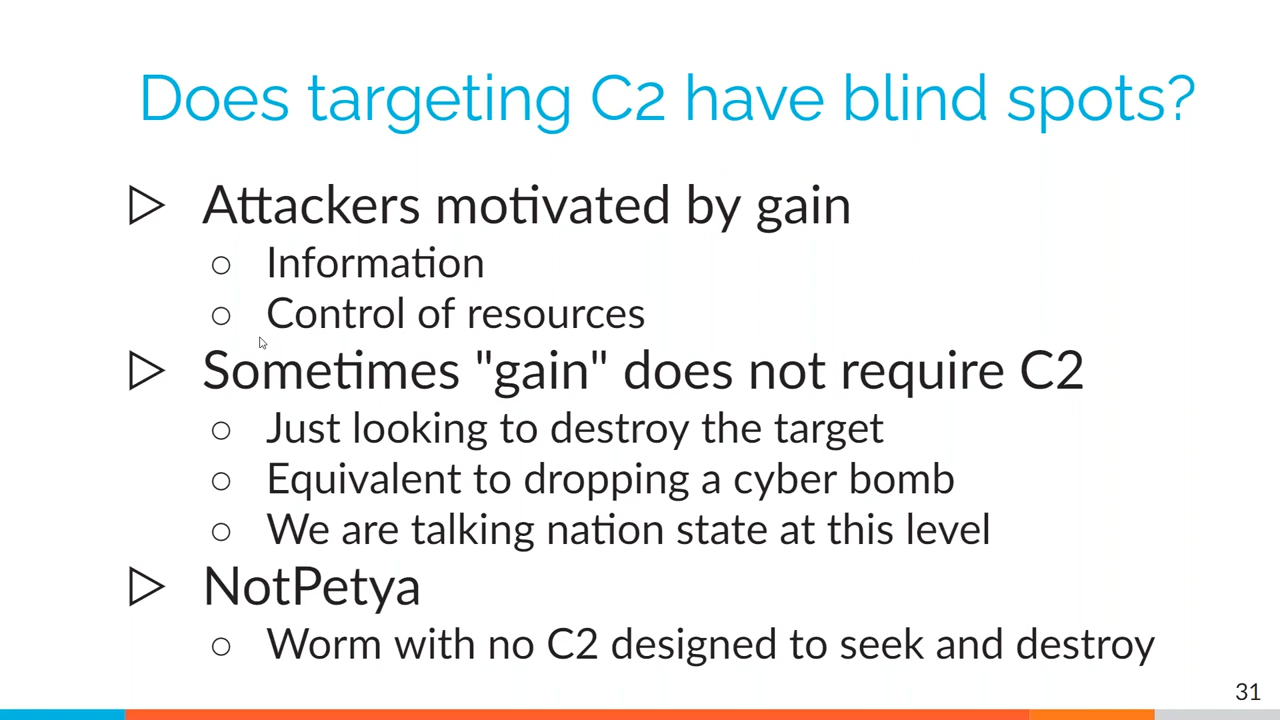 Does targeting C2 have blind spots?
▷ Attackers motivated by gain
○ Information
○ Control of resources
▷ Sometimes "gain" does not require C2
○ Just looking to destroy the target
○ Equivalent to dropping a cyber bomb
○ We are talking nation state at this level
▷ NotPetya
○ Worm with no C2 designed to seek and destroy
31